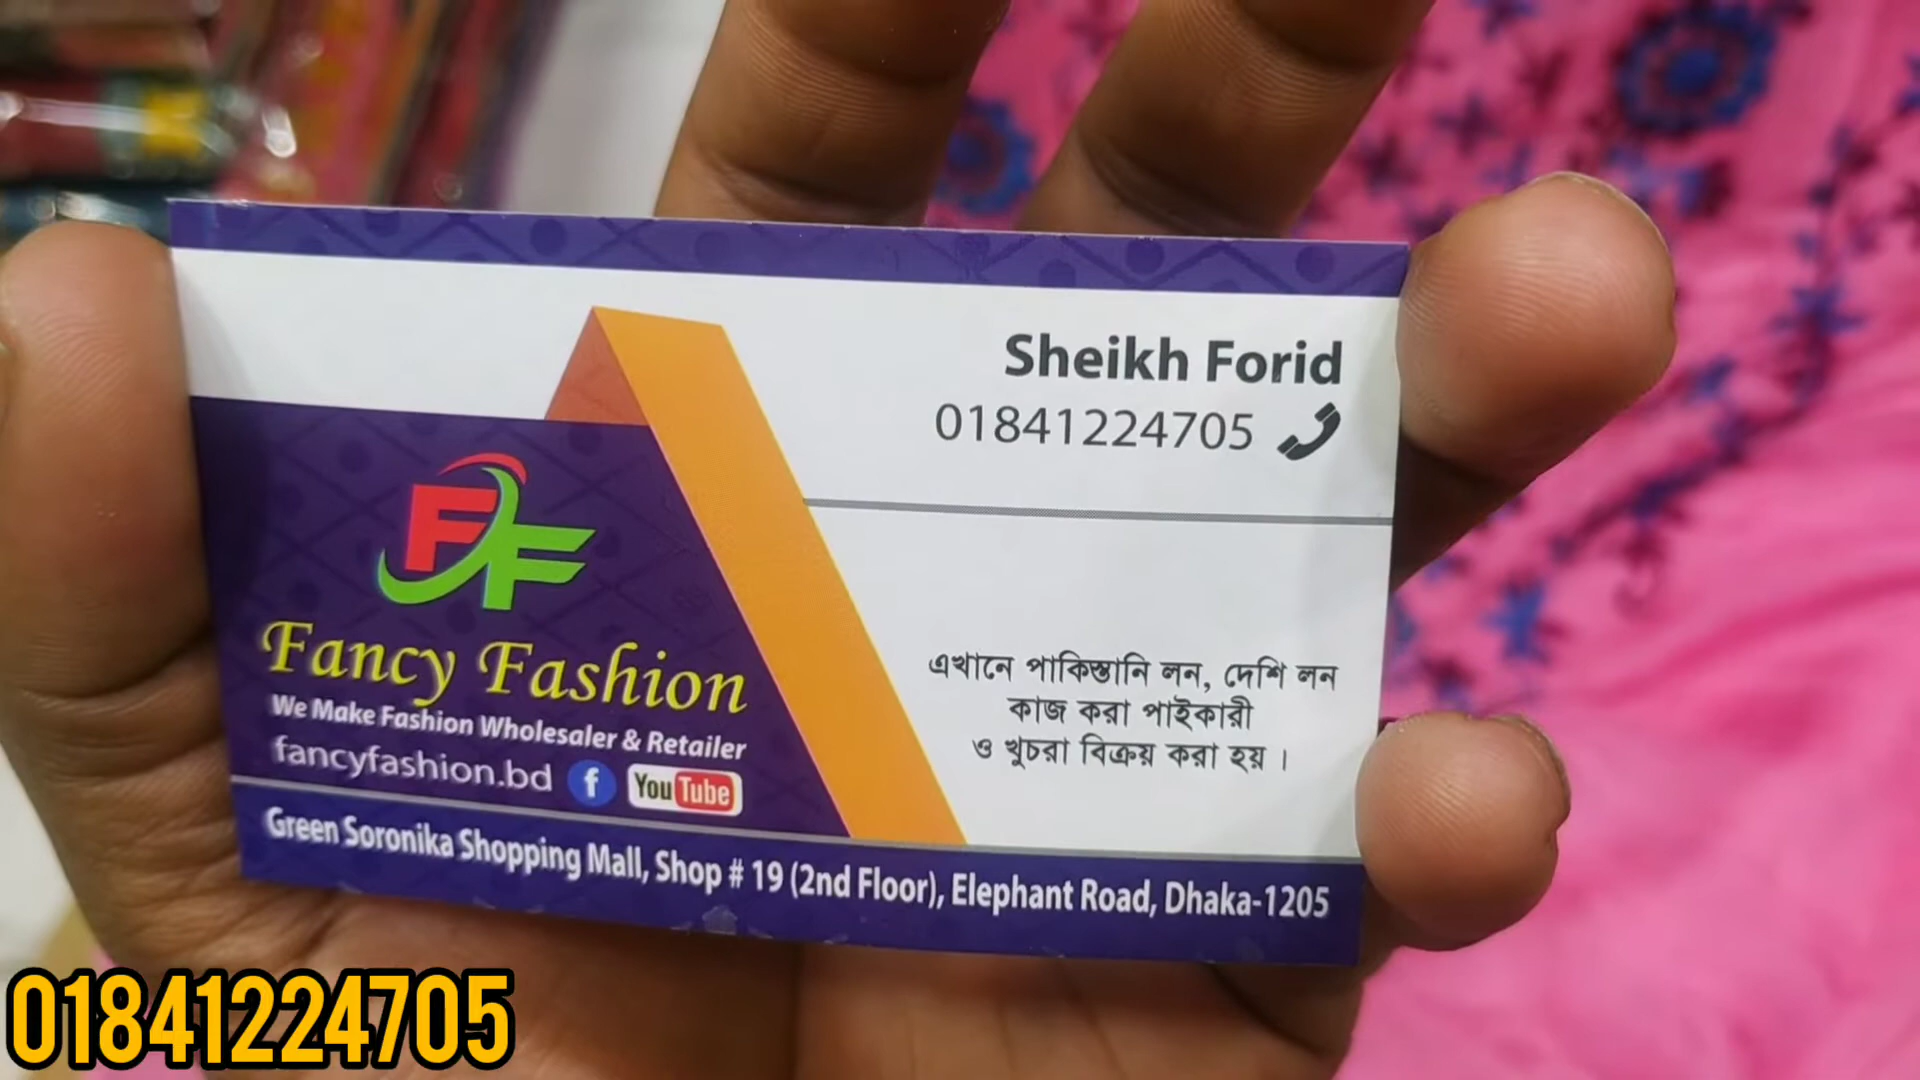 Sheikh Forid
01841224705
FF
Fancy Fashion
We Make Fashion Wholesaler & Retailer
fancyfashion.bd f YouTube
এখানে পাকিস্তানি লন, দেশি লন
কাজ করা পাইকারী
ও খুচরা বিক্রয় করা হয় ।
Green Soronika Shopping Mall, Shop # 19 (2nd Floor), Elephant Road, Dhaka-1205
01841224705